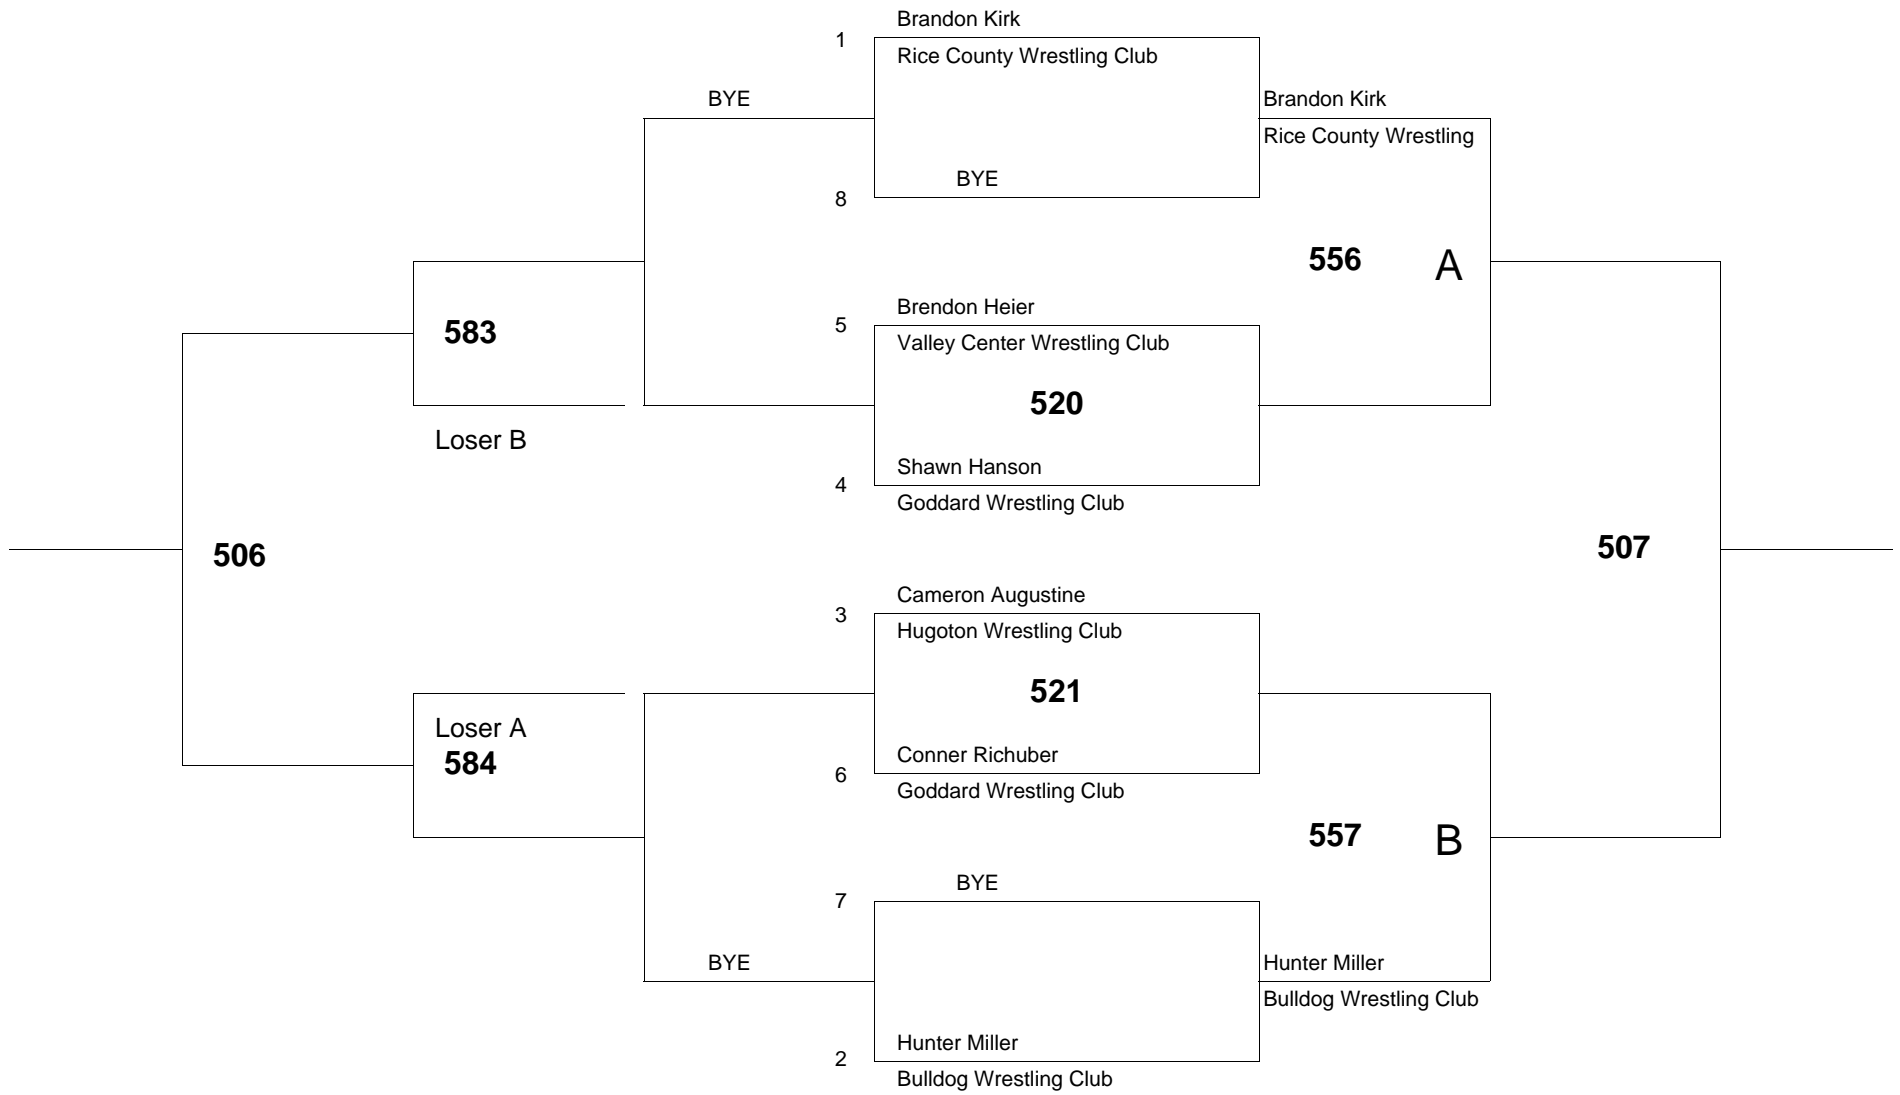 Brandon Kirk
1
Rice County Wrestling Club
BYE
Brandon Kirk
Rice County Wrestling
BYE
8
556
A
Brendon Heier
5
583
Valley Center Wrestling Club
520
Loser B
Shawn Hanson
4
Goddard Wrestling Club
506
507
Cameron Augustine
3
Hugoton Wrestling Club
521
Loser A
584
Conner Richuber
6
Goddard Wrestling Club
557
B
BYE
7
BYE
Hunter Miller
Bulldog Wrestling Club
Hunter Miller
2
Bulldog Wrestling Club